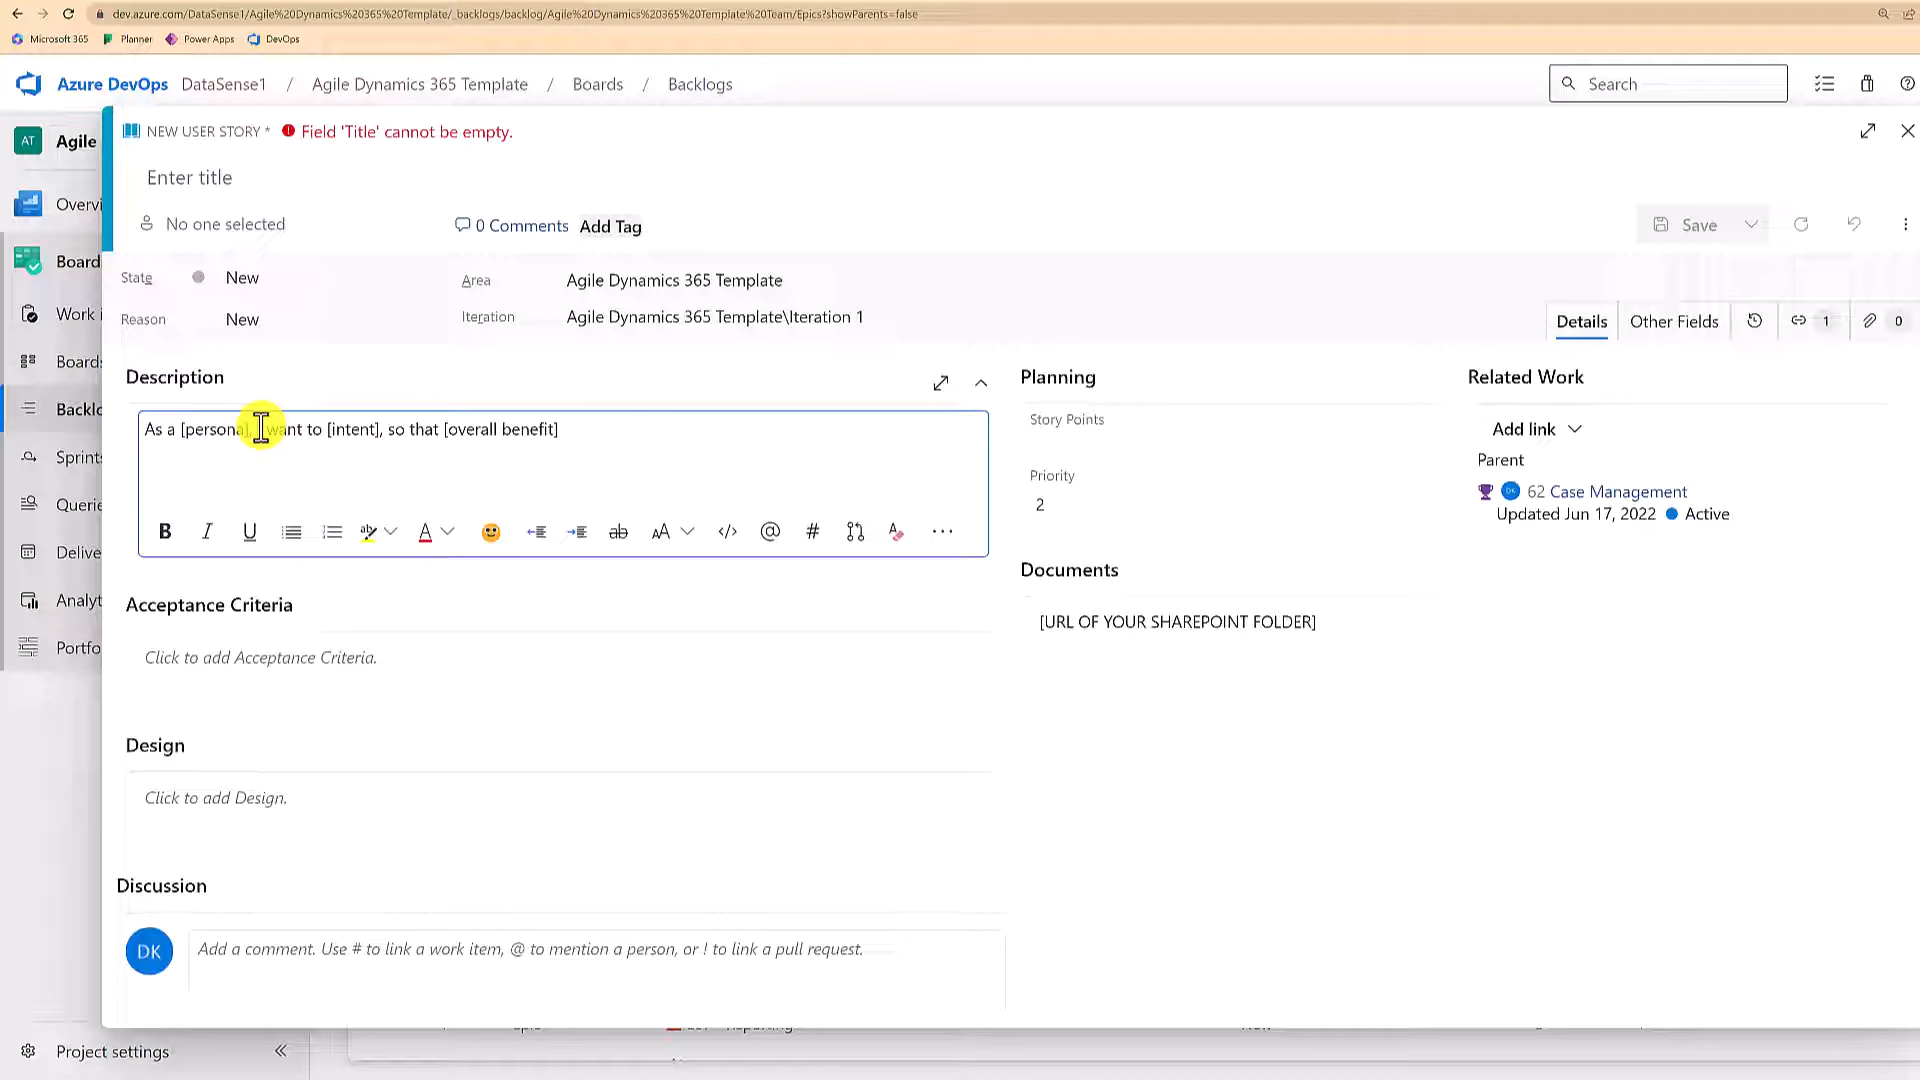 dev.azure.com/DataSense1/Agile%20Dynamics%20365%20Template/_backlogs/backlog/Agile%20Dynamics%20365%20Template%20Team/Epics?showParents=false
Microsoft 365 Planner Power Apps DevOps
Azure DevOps DataSense1 / Agile Dynamics 365 Template / Boards / Backlogs Search
AT Agile
NEW USER STORY * Field 'Title' cannot be empty.
Enter title
Overvi
No one selected 0 Comments Add Tag Save
Board
State New Area Agile Dynamics 365 Template
Work i
Reason New Iteration Agile Dynamics 365 Template\Iteration 1
Details Other Fields 1 0
Boards
Description Planning Related Work
Backlo
Story Points
As a [persona], I want to [intent], so that [overall benefit]
Add link
Sprints
Parent
Priority
62 Case Management
2
Updated Jun 17, 2022 Active
Querie
Delive
Documents
Analyt
Acceptance Criteria
[URL OF YOUR SHAREPOINT FOLDER]
Portfo
Click to add Acceptance Criteria.
Design
Click to add Design.
Discussion
DK Add a comment. Use # to link a work item, @ to mention a person, or ! to link a pull request.
Project settings